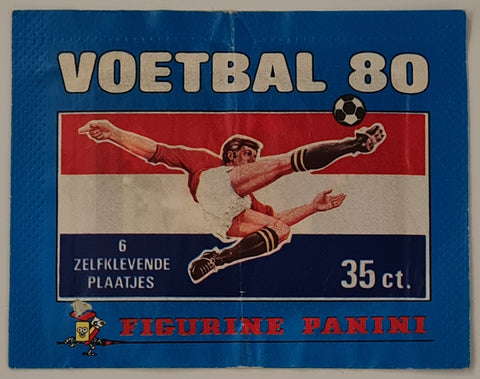 VOETBAL 80
6
ZELFKLEVENDE
PLAATJES
35 ct.
FIGURINE PANINI